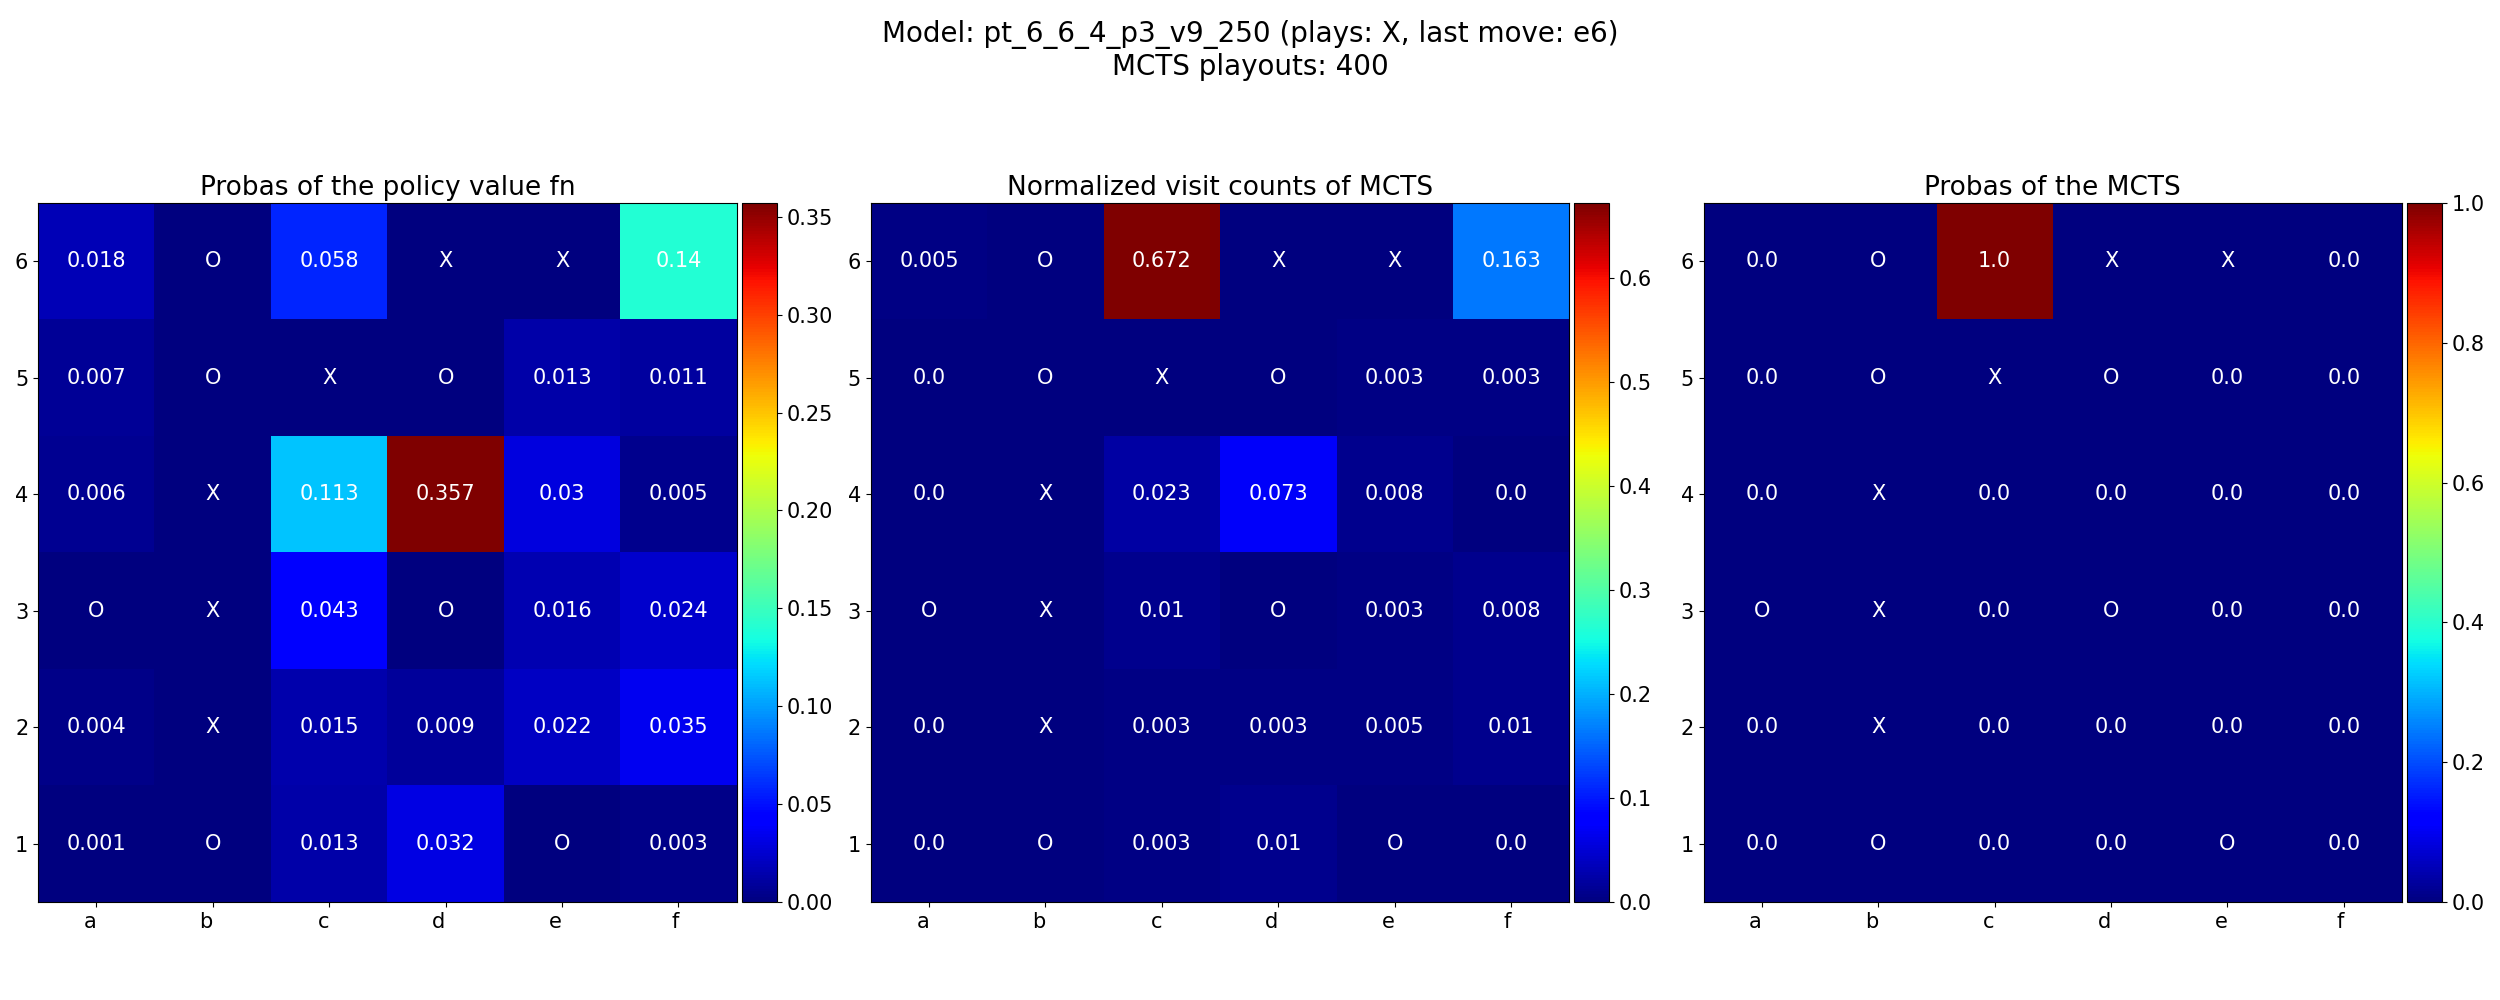 Model: pt_6_6_4_p3_v9_250 (plays: X, last move: e6)
MCTS playouts: 400
Probas of the policy value fn
6 0.018 O 0.058 X X 0.14
5 0.007 O X O 0.013 0.011
4 0.006 X 0.113 0.357 0.03 0.005
3 O X 0.043 O 0.016 0.024
2 0.004 X 0.015 0.009 0.022 0.035
1 0.001 O 0.013 0.032 O 0.003
a b c d e f
0.35
0.30
0.25
0.20
0.15
0.10
0.05
0.00
Normalized visit counts of MCTS
6 0.005 O 0.672 X X 0.163
5 0.0 O X O 0.003 0.003
4 0.0 X 0.023 0.073 0.008 0.0
3 O X 0.01 O 0.003 0.008
2 0.0 X 0.003 0.003 0.005 0.01
1 0.0 O 0.003 0.01 O 0.0
a b c d e f
0.6
0.5
0.4
0.3
0.2
0.1
0.0
Probas of the MCTS
6 0.0 O 1.0 X X 0.0
5 0.0 O X O 0.0 0.0
4 0.0 X 0.0 0.0 0.0 0.0
3 O X 0.0 O 0.0 0.0
2 0.0 X 0.0 0.0 0.0 0.0
1 0.0 O 0.0 0.0 O 0.0
a b c d e f
1.0
0.8
0.6
0.4
0.2
0.0